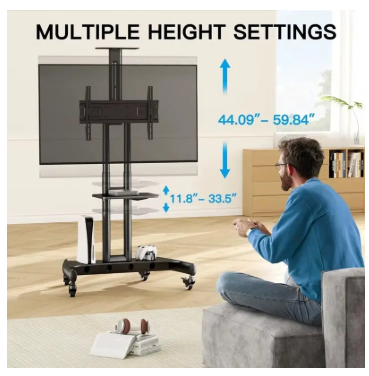 MULTIPLE HEIGHT SETTINGS
44.09"- 59.84"
11.8"- 33.5"